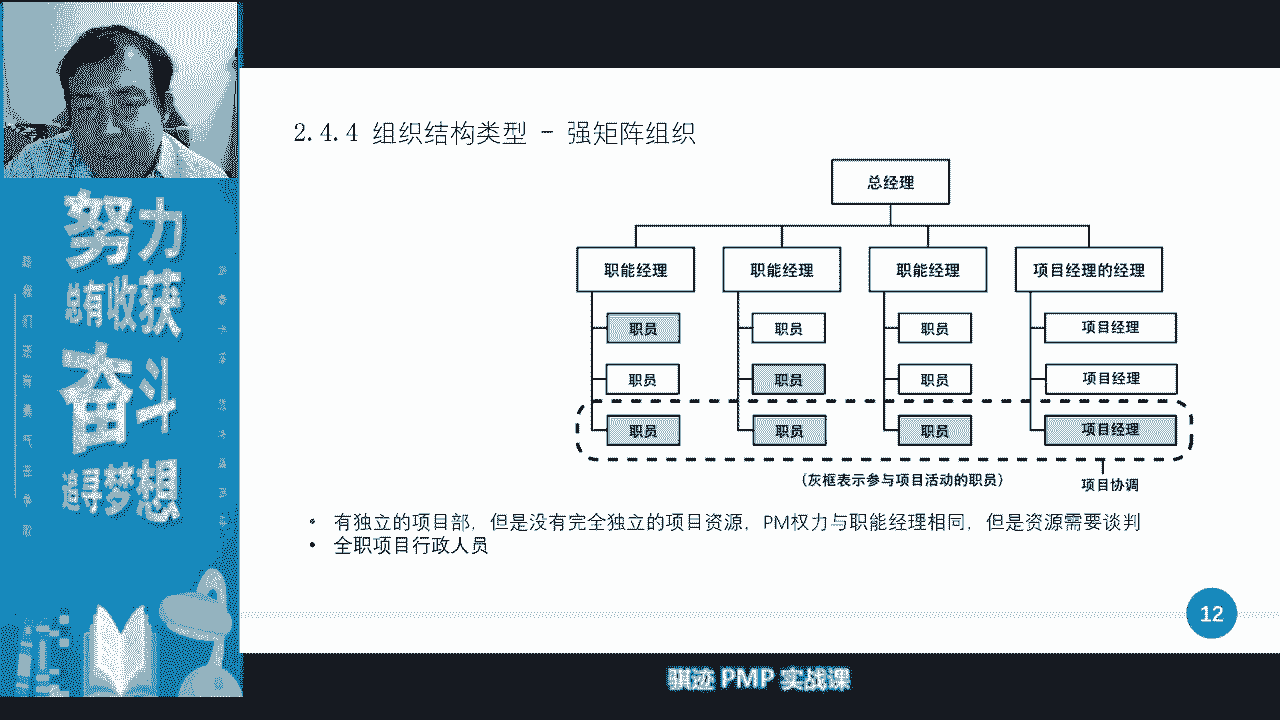 努力
总有收获
奋斗
追寻梦想
2.4.4 组织结构类型 - 强矩阵组织
总经理
职能经理 职能经理 职能经理 项目经理的经理
职员 职员 职员 项目经理
职员 职员 职员 项目经理
职员 职员 职员 项目经理
(灰框表示参与项目活动的职员)
项目协调
• 有独立的项目部，但是没有完全独立的项目资源，PM权力与职能经理相同，但是资源需要谈判
• 全职项目行政人员
12
骐迹 PMP 实战课